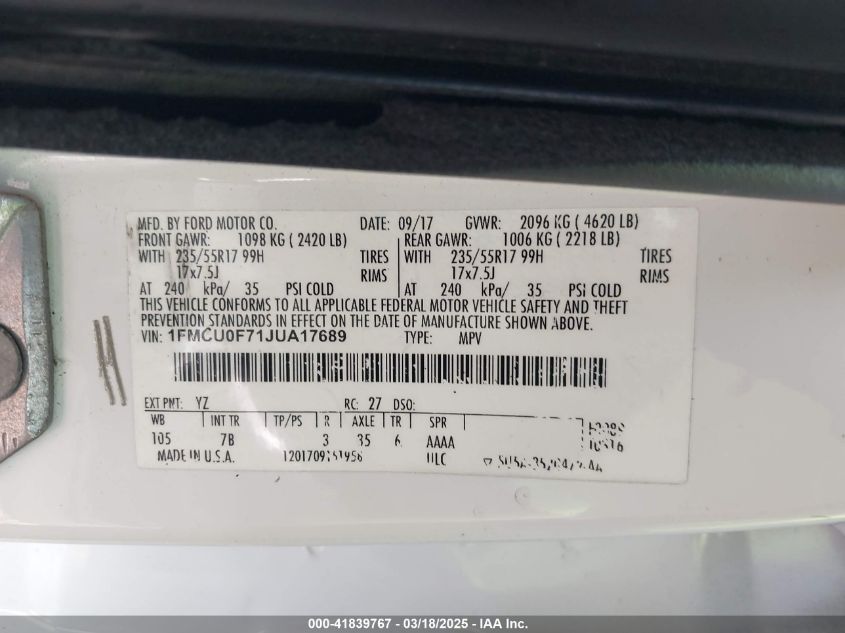 MFD. BY FORD MOTOR CO. DATE: 09/17 GVWR: 2096 KG ( 4620 LB)
FRONT GAWR: 1098 KG ( 2420 LB) REAR GAWR: 1006 KG ( 2218 LB)
WITH 235/55R17 99H TIRES WITH 235/55R17 99H TIRES
17x7.5J RIMS 17x7.5J RIMS
AT 240 kPa/ 35 PSI COLD AT 240 kPa/ 35 PSI COLD
THIS VEHICLE CONFORMS TO ALL APPLICABLE FEDERAL MOTOR VEHICLE SAFETY AND THEFT
PREVENTION STANDARDS IN EFFECT ON THE DATE OF MANUFACTURE SHOWN ABOVE.
VIN: 1FMCU0F71JUA17689 TYPE: MPV
EXT PNT: YZ RC: 27 DSO:
WB INT TR TP/PS R AXLE TR SPR
105 7B 3 35 6 AAAA
MADE IN U.S.A. ULC
000-41839767 - 03/18/2025 - IAA Inc.